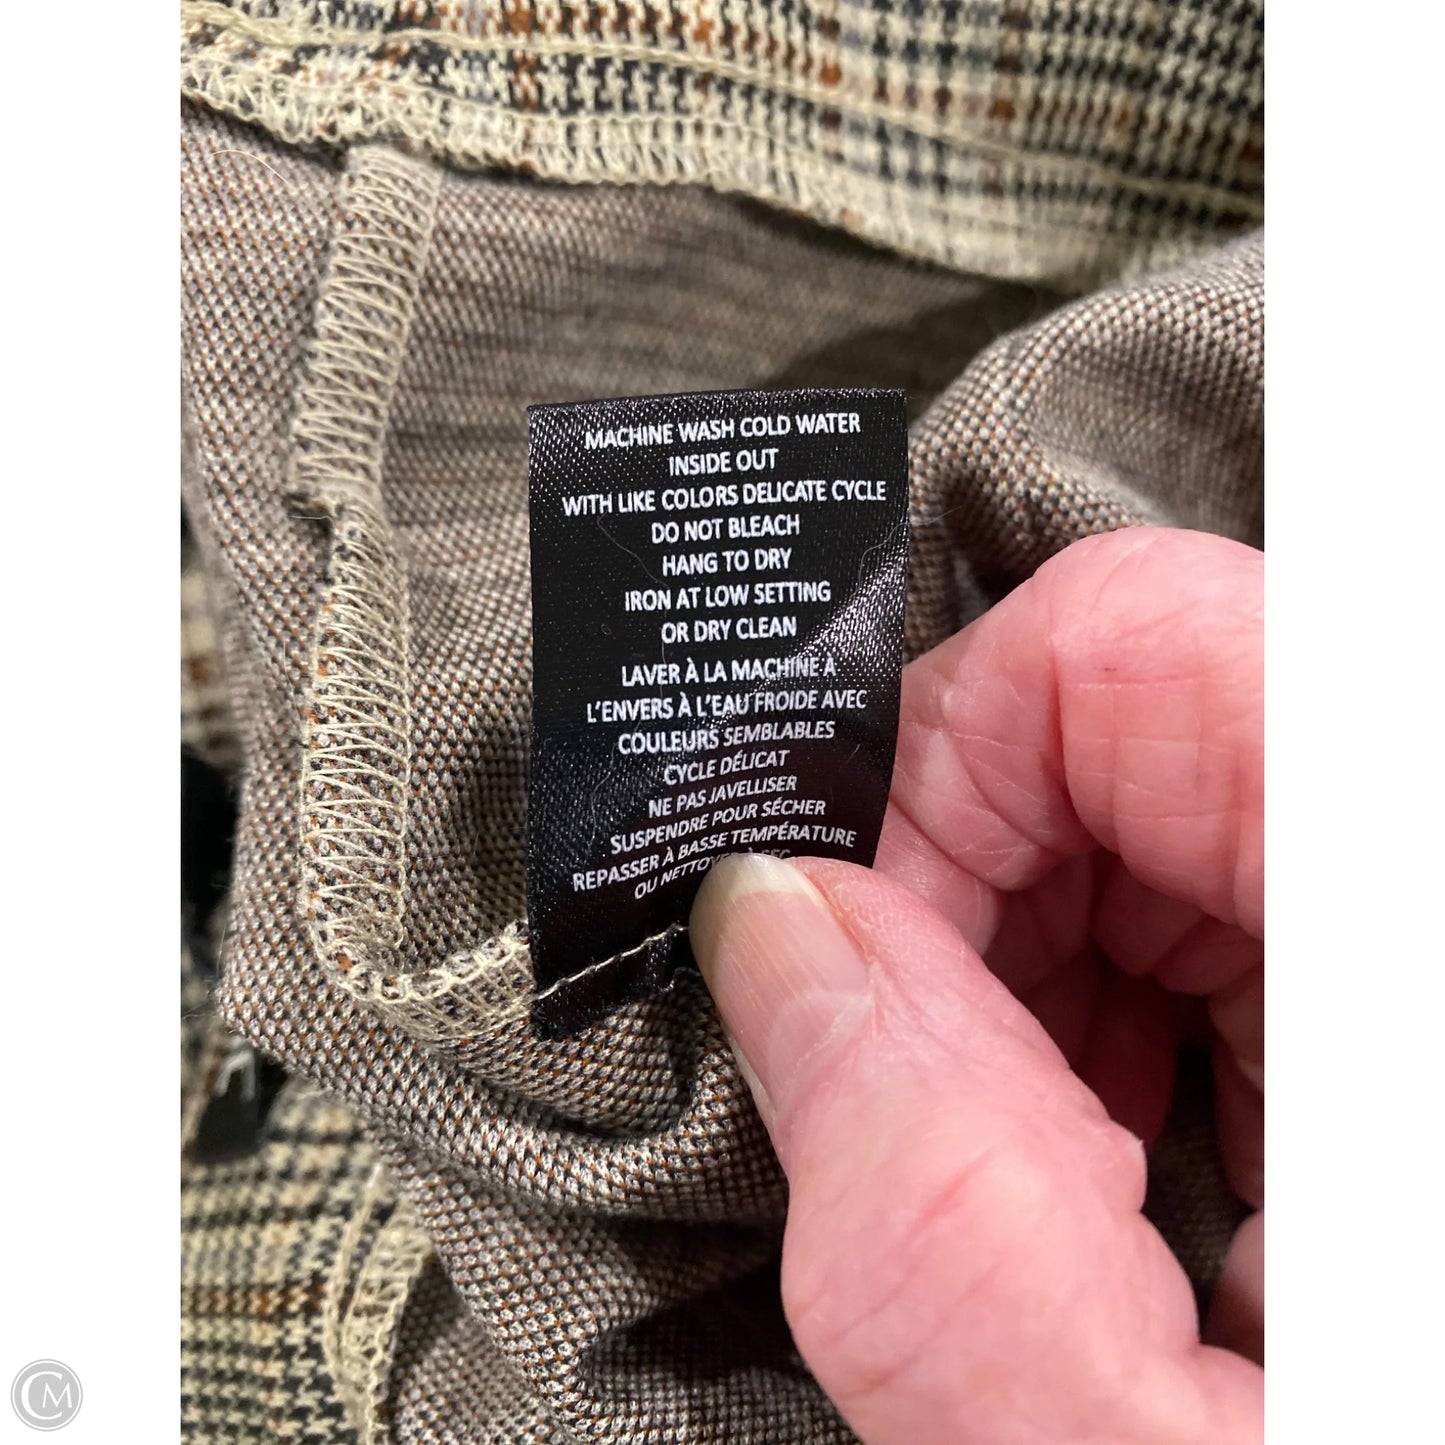 MACHINE WASH COLD WATER
INSIDE OUT
WITH LIKE COLORS DELICATE CYCLE
DO NOT BLEACH
HANG TO DRY
IRON AT LOW SETTING
OR DRY CLEAN
LAVER À LA MACHINE À
L'ENVERS À L'EAU FROIDE AVEC
COULEURS SEMBLABLES
CYCLE DÉLICAT
NE PAS JAVELLISER
SUSPENDRE POUR SÉCHER
REPASSER À BASSE TEMPÉRATURE
OU
CM